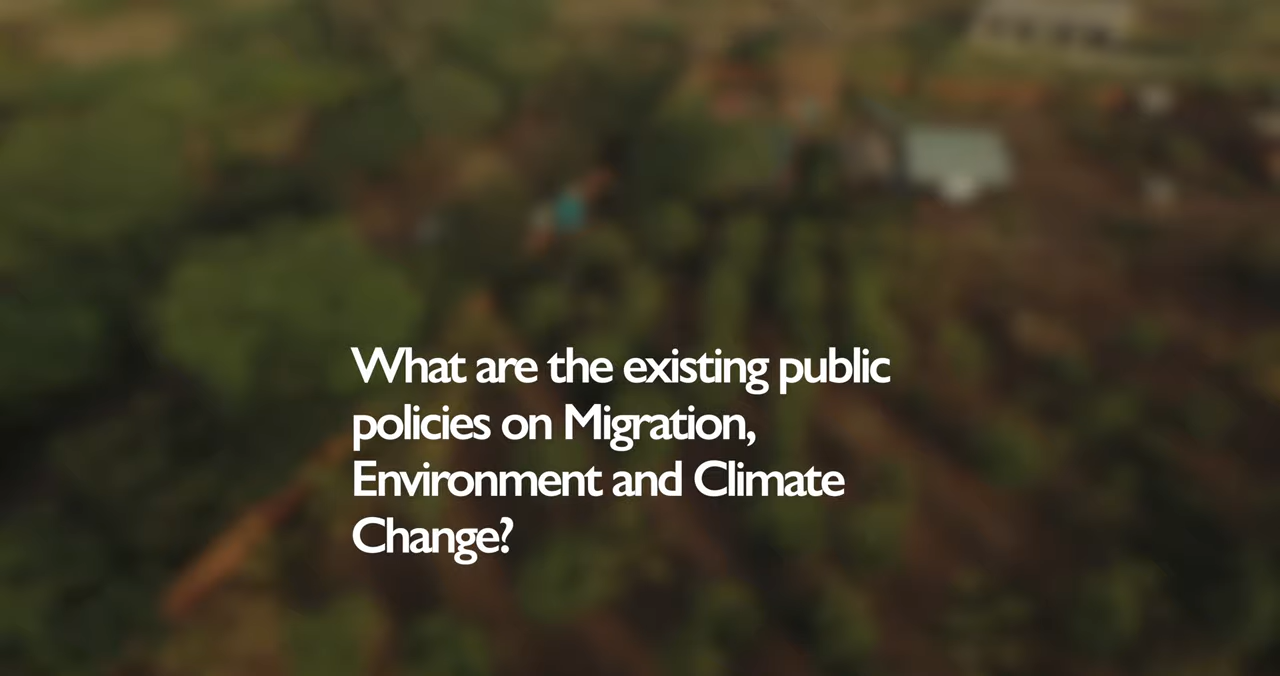 What are the existing public
policies on Migration,
Environment and Climate
Change?